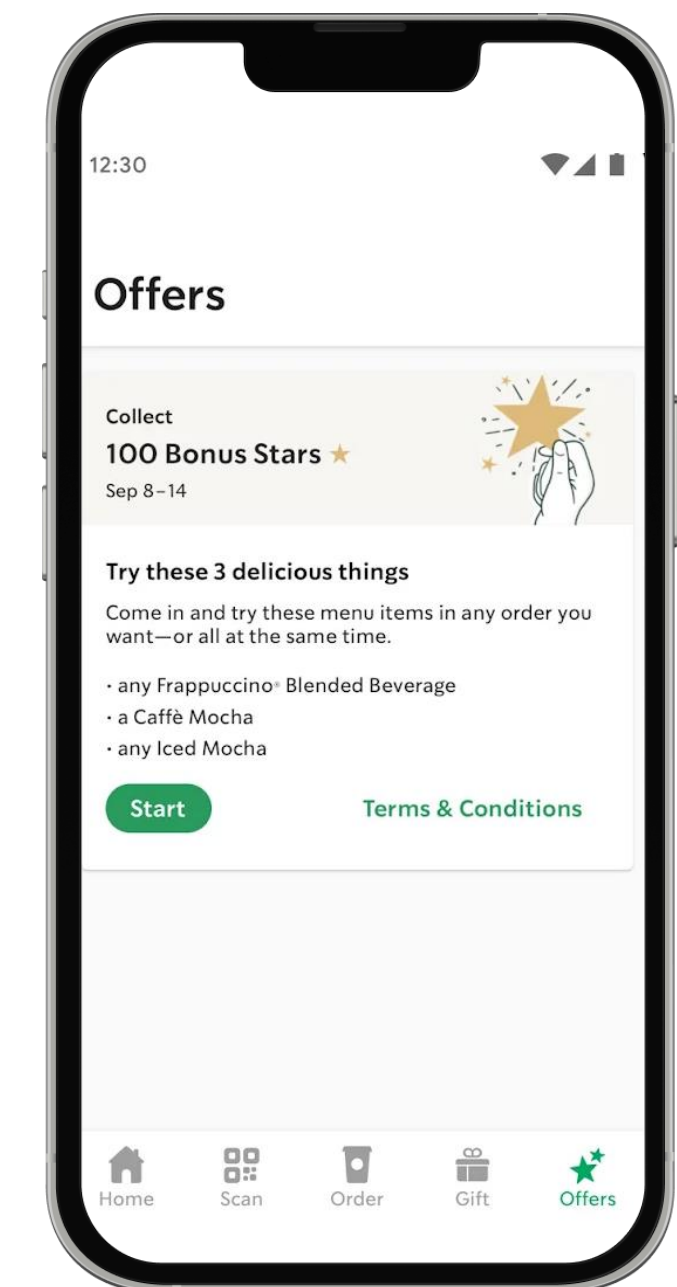 12:30
Offers
Collect
100 Bonus Stars
Sep 8–14
Try these 3 delicious things
Come in and try these menu items in any order you
want—or all at the same time.
· any Frappuccino® Blended Beverage
· a Caffè Mocha
· any Iced Mocha
Start
Terms & Conditions
Home
Scan
Order
Gift
Offers